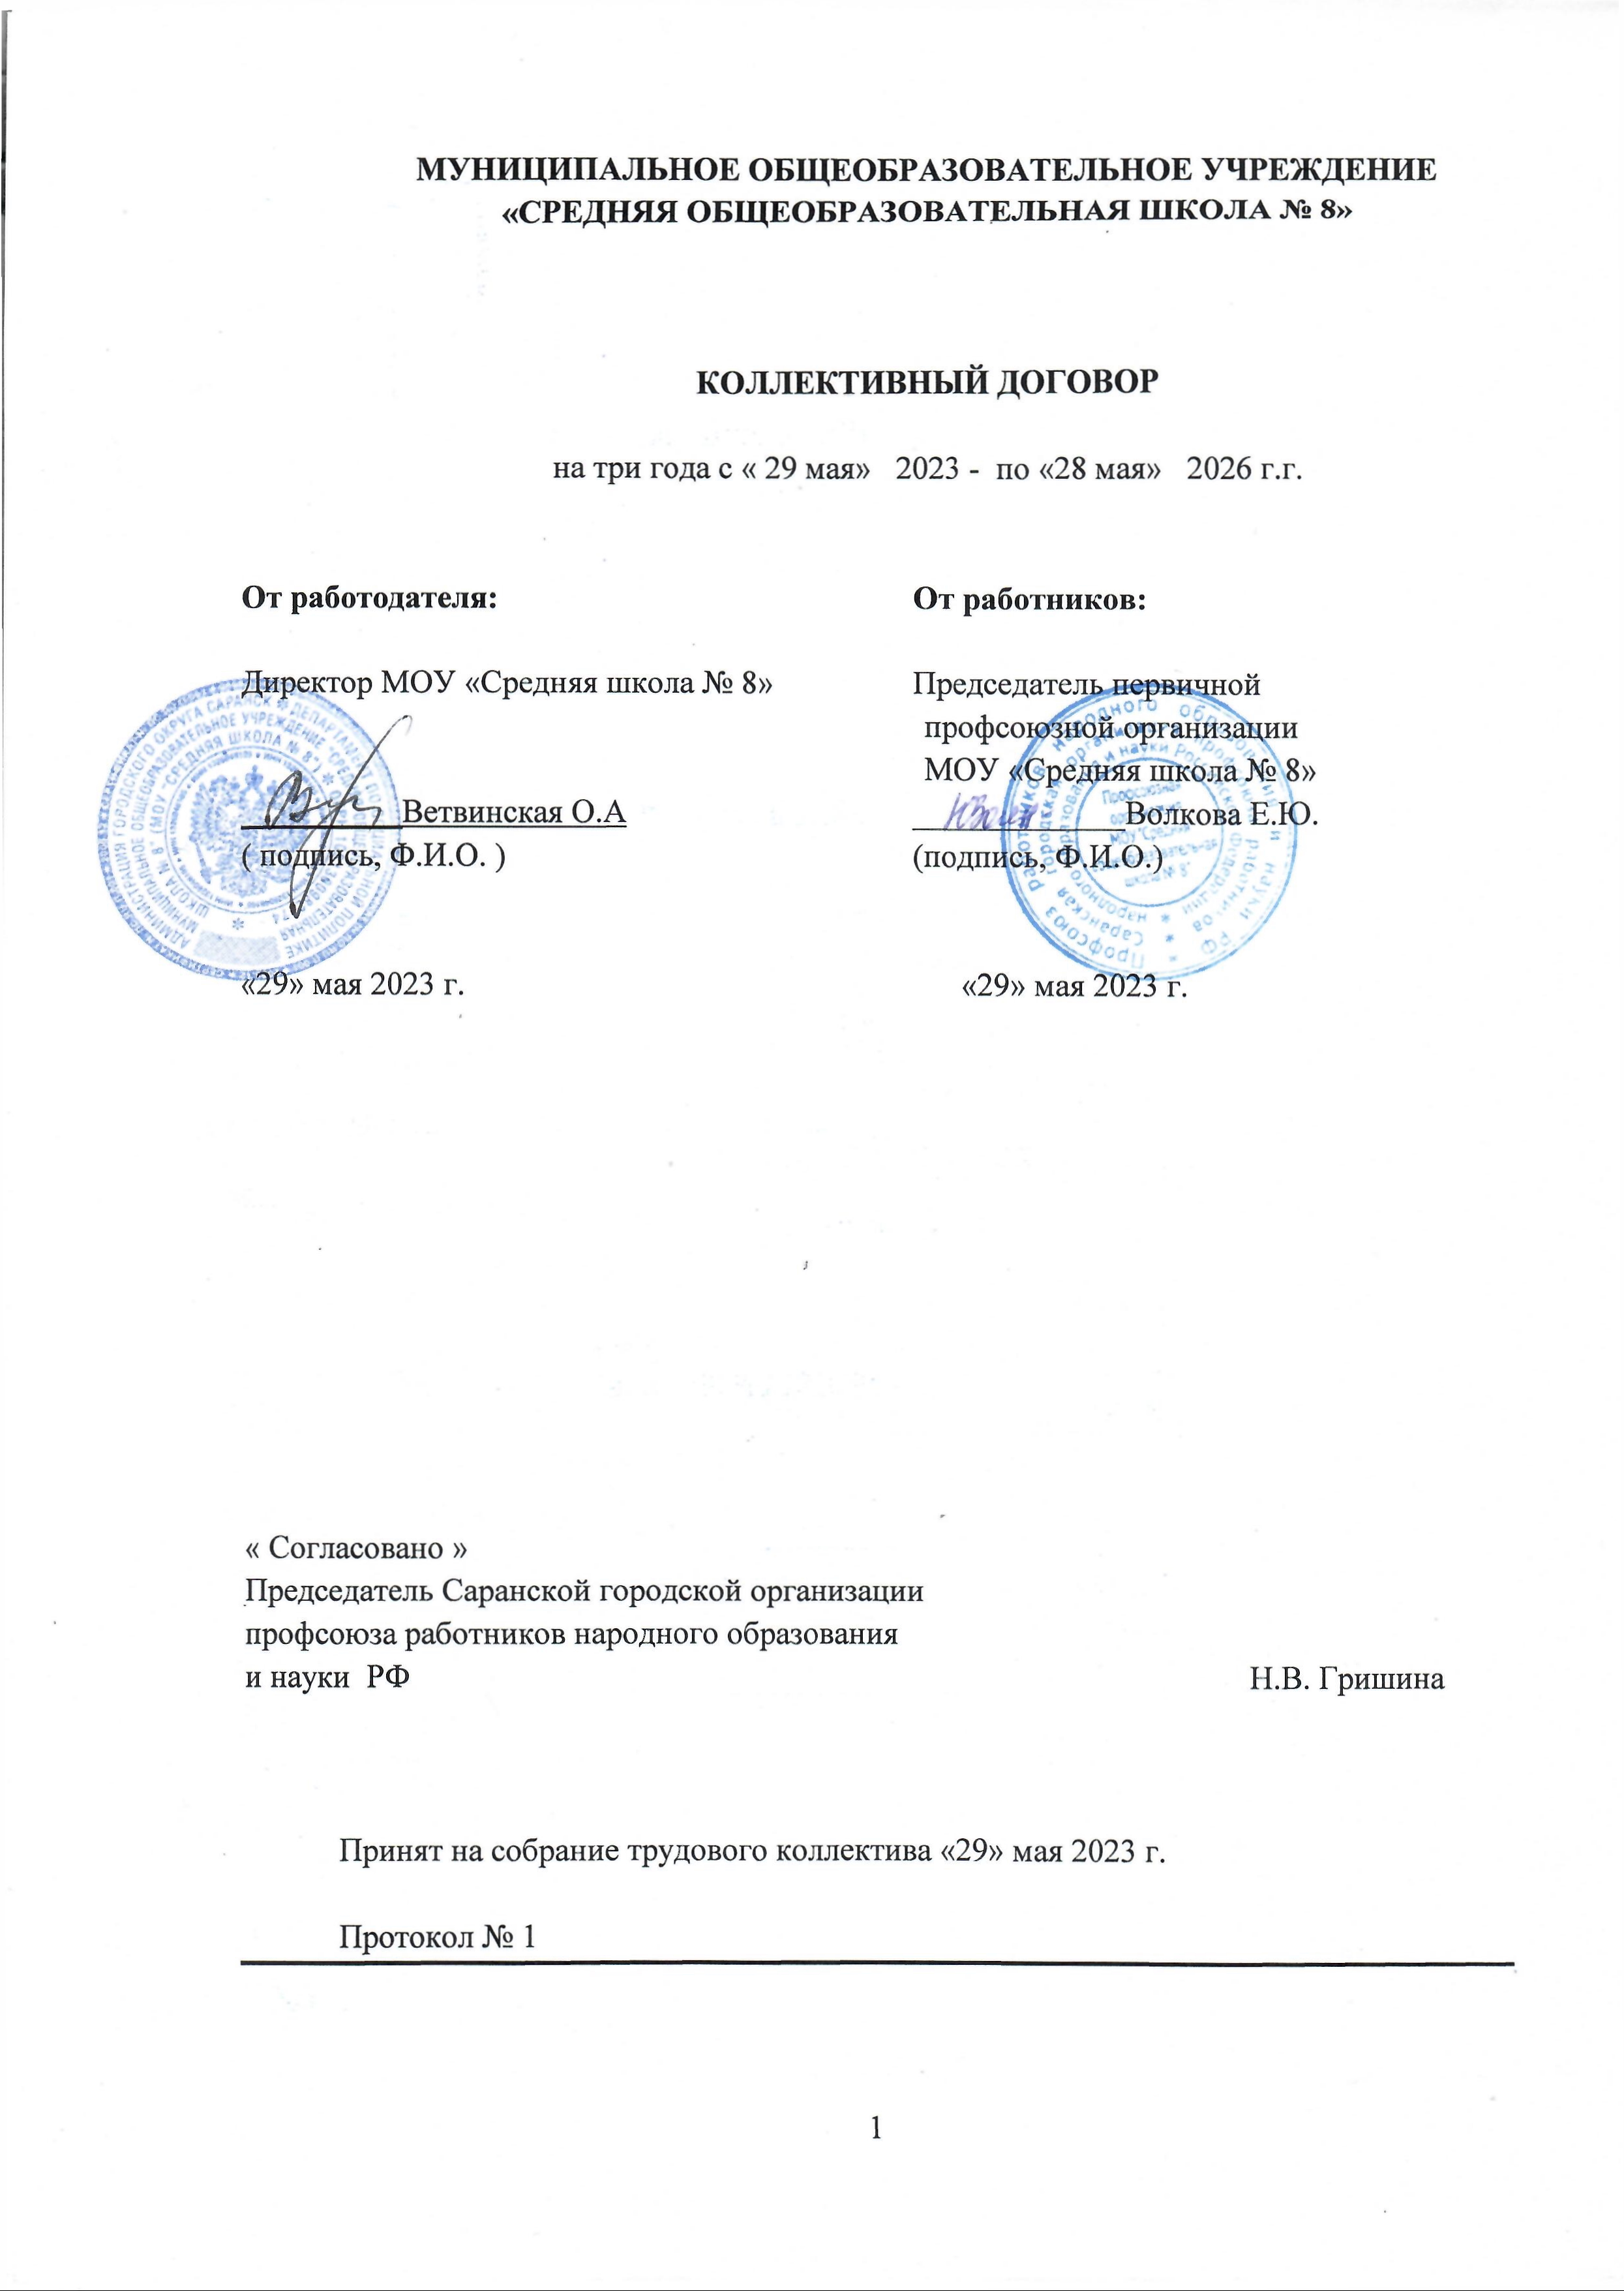 МУНИЦИПАЛЬНОЕ ОБЩЕОБРАЗОВАТЕЛЬНОЕ УЧРЕЖДЕНИЕ
«СРЕДНЯЯ ОБЩЕОБРАЗОВАТЕЛЬНАЯ ШКОЛА № 8»
КОЛЛЕКТИВНЫЙ ДОГОВОР
на три года с « 29 мая» 2023 - по «28 мая» 2026 г.г.
От работодателя:
Директор МОУ «Средняя школа № 8»
Ветвинская О.А
( подпись, Ф.И.О. )
«29» мая 2023 г.
От работников:
Председатель первичной
профсоюзной организации
МОУ «Средняя школа № 8»
Волкова Е.Ю.
(подпись, Ф.И.О.)
«29» мая 2023 г.
« Согласовано »
Председатель Саранской городской организации
профсоюза работников народного образования
и науки РФ Н.В. Гришина
Принят на собрание трудового коллектива «29» мая 2023 г.
Протокол № 1
1